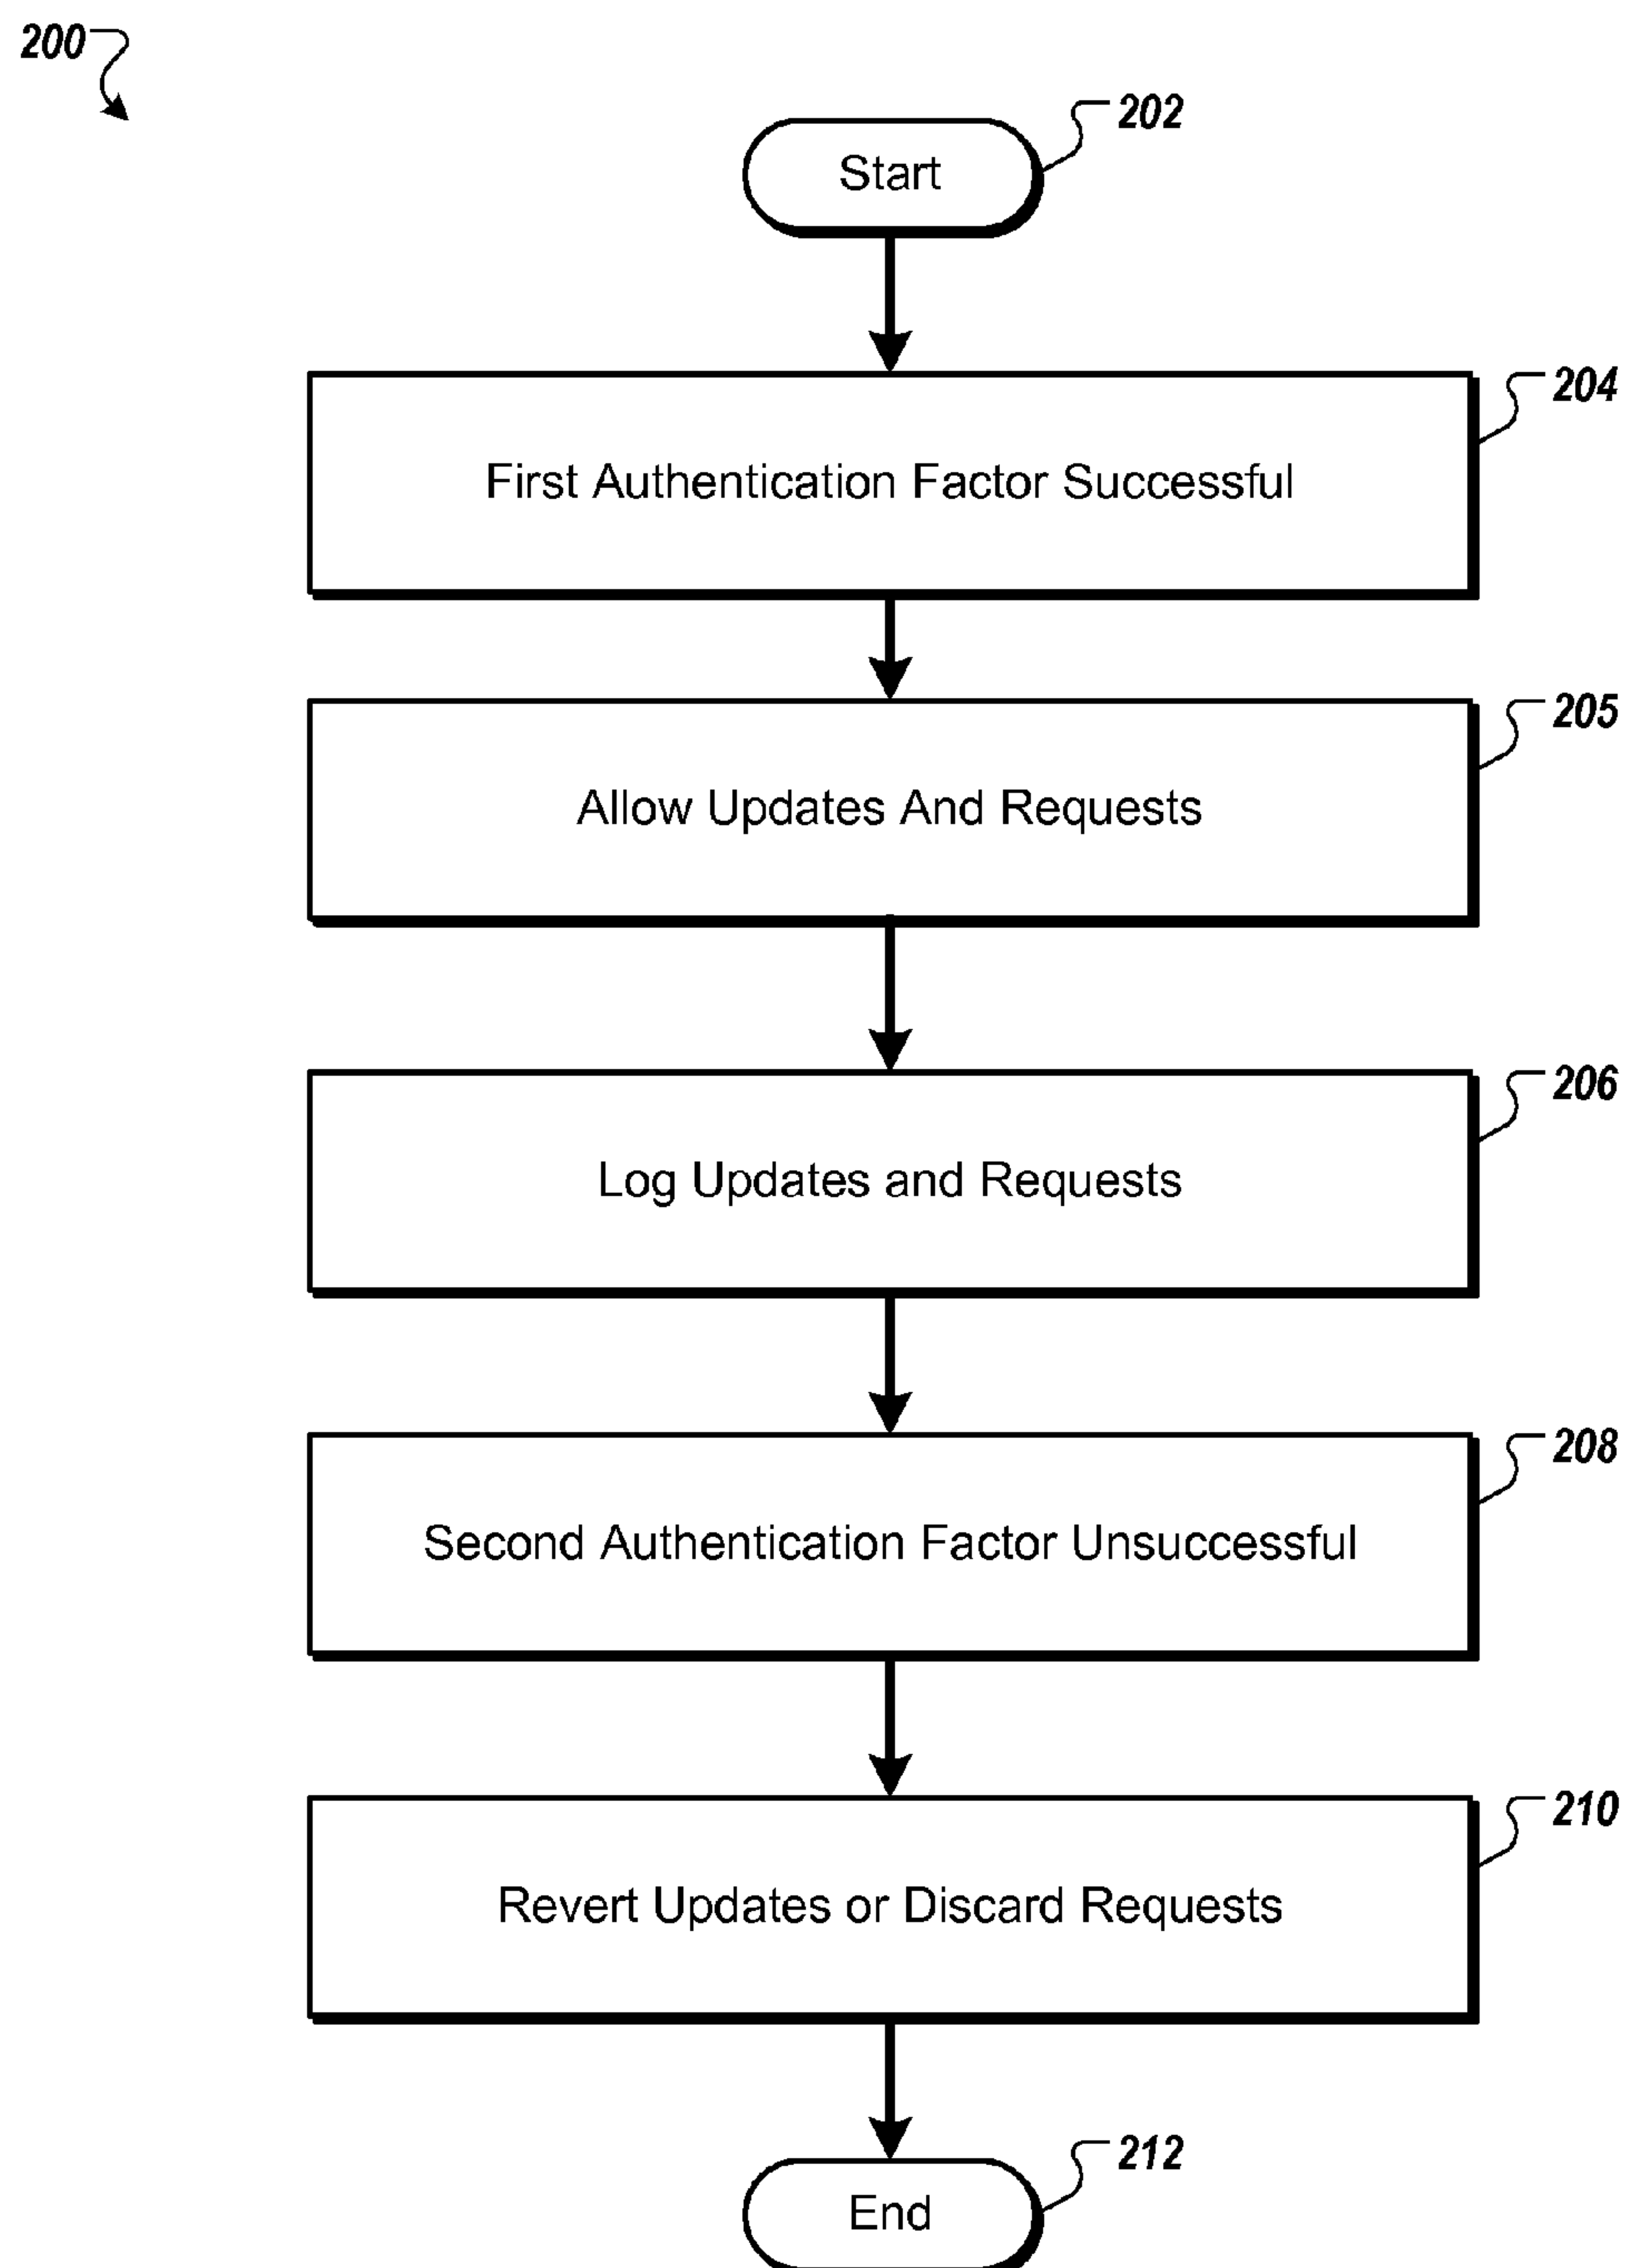 200
202
Start
204
First Authentication Factor Successful
205
Allow Updates And Requests
206
Log Updates and Requests
208
Second Authentication Factor Unsuccessful
210
Revert Updates or Discard Requests
212
End